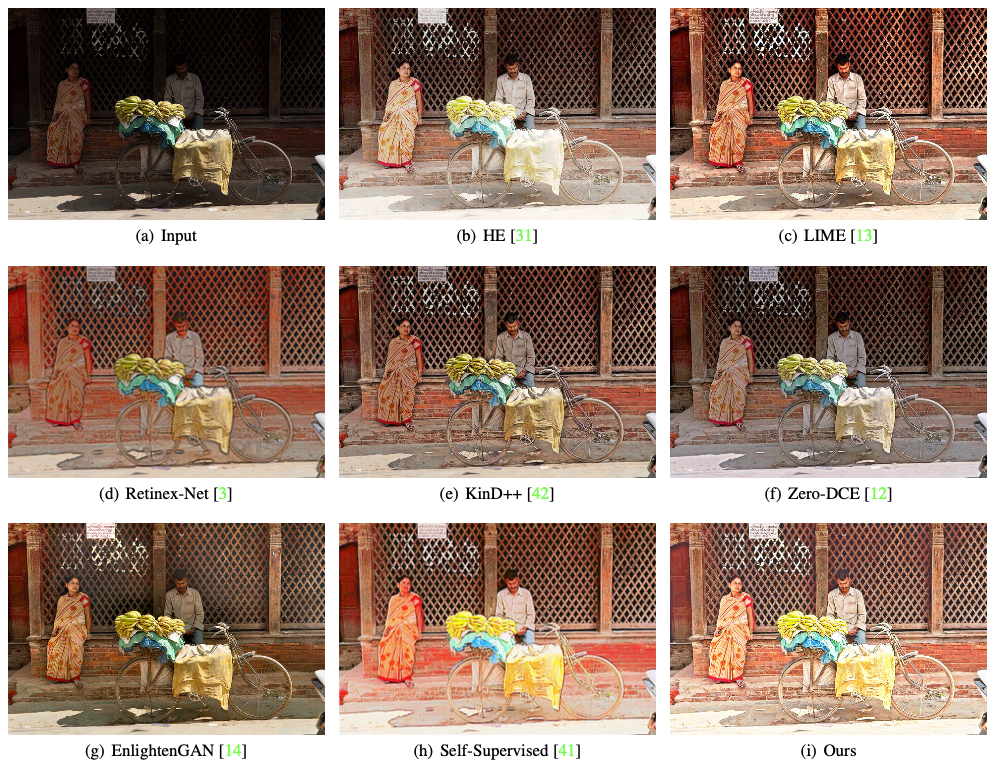 (a) Input
(b) HE [31]
(c) LIME [13]
(d) Retinex-Net [3]
(e) KinD++ [42]
(f) Zero-DCE [12]
(g) EnlightenGAN [14]
(h) Self-Supervised [41]
(i) Ours